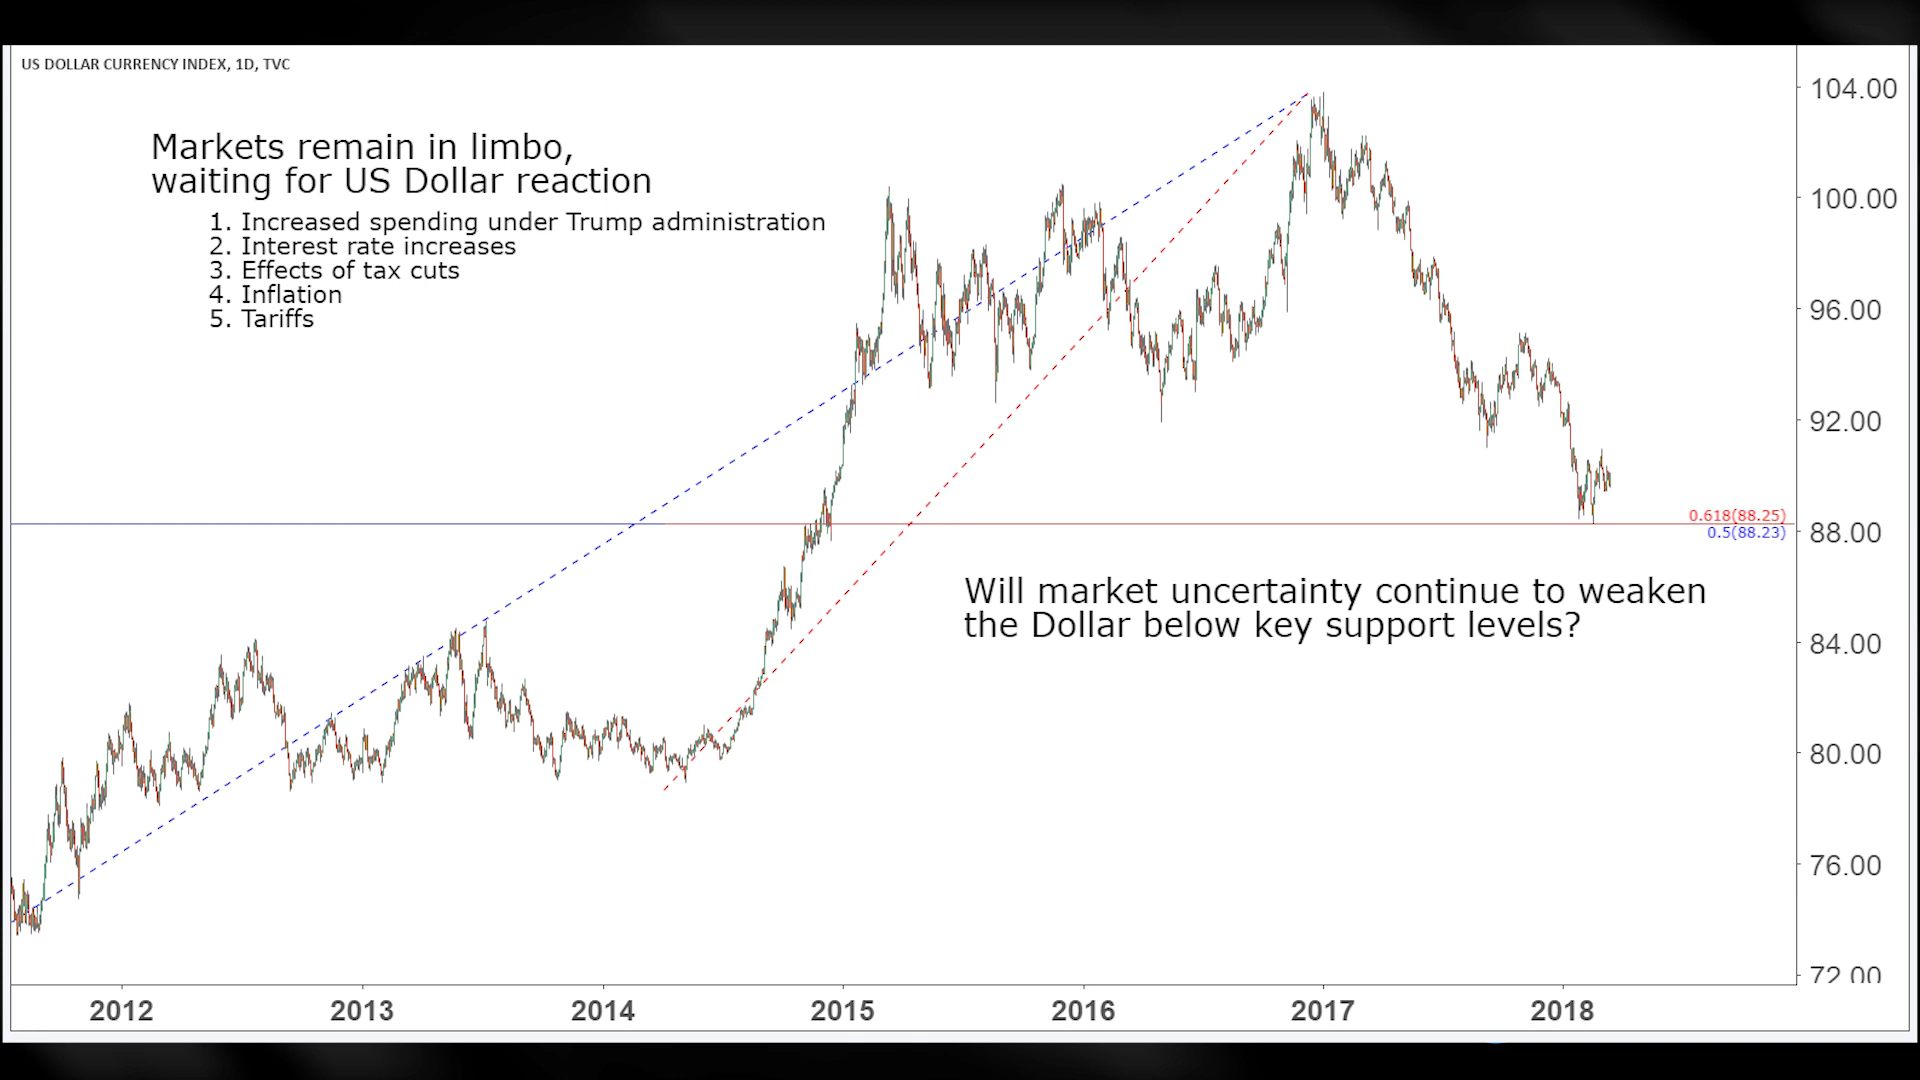 US DOLLAR CURRENCY INDEX, 1D, TVC
Markets remain in limbo,
waiting for US Dollar reaction
1. Increased spending under Trump administration
2. Interest rate increases
3. Effects of tax cuts
4. Inflation
5. Tariffs
104.00
100.00
96.00
92.00
0.618(88.25)
0.5(88.23)
88.00
Will market uncertainty continue to weaken
the Dollar below key support levels?
84.00
80.00
76.00
72.00
2012 2013 2014 2015 2016 2017 2018